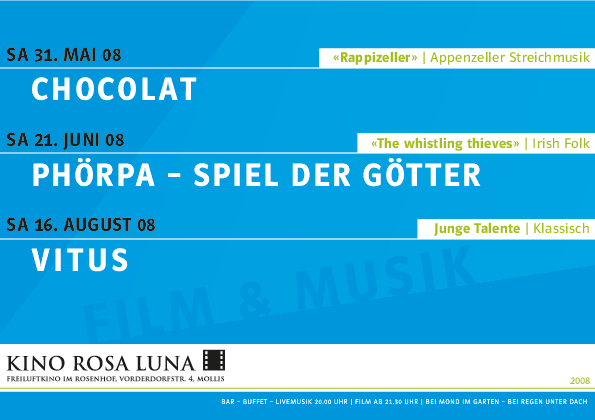 SA 31. MAI 08
«Rappizeller» | Appenzeller Streichmusik
CHOCOLAT
SA 21. JUNI 08
«The whistling thieves» | Irish Folk
PHÖRPA – SPIEL DER GÖTTER
SA 16. AUGUST 08
Junge Talente | Klassisch
VITUS
FILM & MUSIK
KINO ROSA LUNA
FREILUFTKINO IM ROSENHOF, VORDERDORFSTR. 4, MOLLIS
2008
BAR – BUFFET – LIVEMUSIK 20.00 UHR | FILM AB 21.30 UHR | BEI MOND IM GARTEN – BEI REGEN UNTER DACH